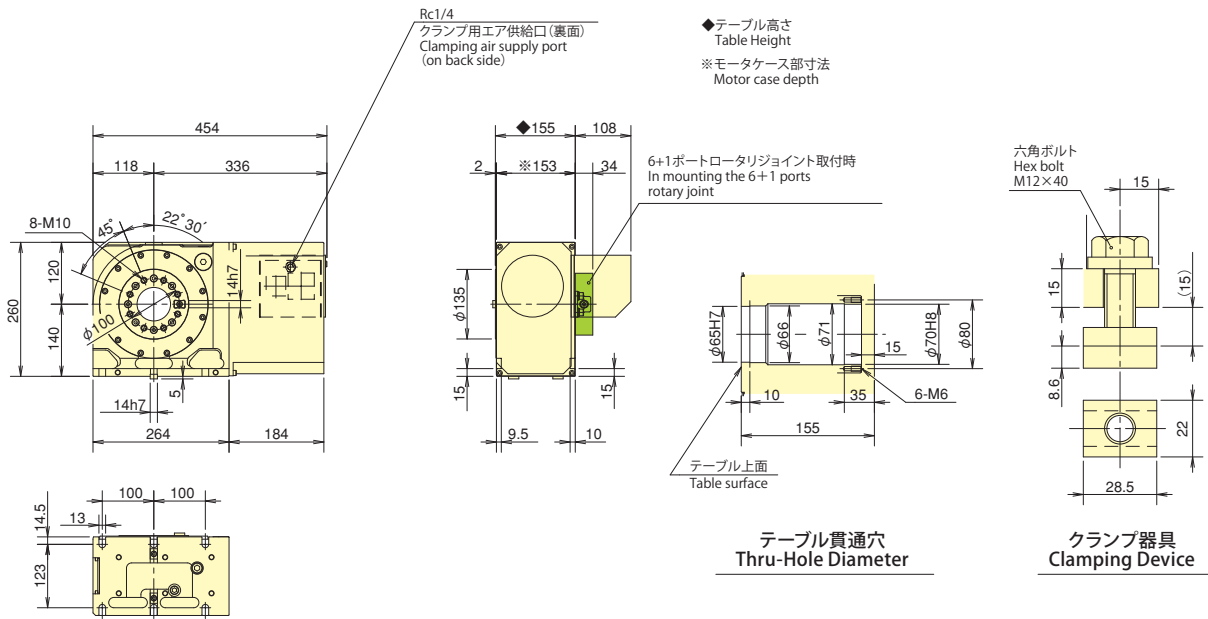 Rc1/4
クランプ用エア供給口（裏面）
Clamping air supply port
(on back side)
◆テーブル高さ
Table Height
※モータケース部寸法
Motor case depth
454
118
336
8-M10
45°
22°30′
14h7
260
120
140
φ100
5
14h7
264
184
◆155
108
2
※153
34
6+1ポートロータリジョイント取付時
In mounting the 6＋1 ports
rotary joint
φ135
15
15
9.5
10
φ65H7
φ66
φ71
φ70H8
φ80
15
10
35
6-M6
155
テーブル上面
Table surface
テーブル貫通穴
Thru-Hole Diameter
六角ボルト
Hex bolt
M12×40
15
15
(15)
8.6
22
28.5
クランプ器具
Clamping Device
100
100
14.5
13
123